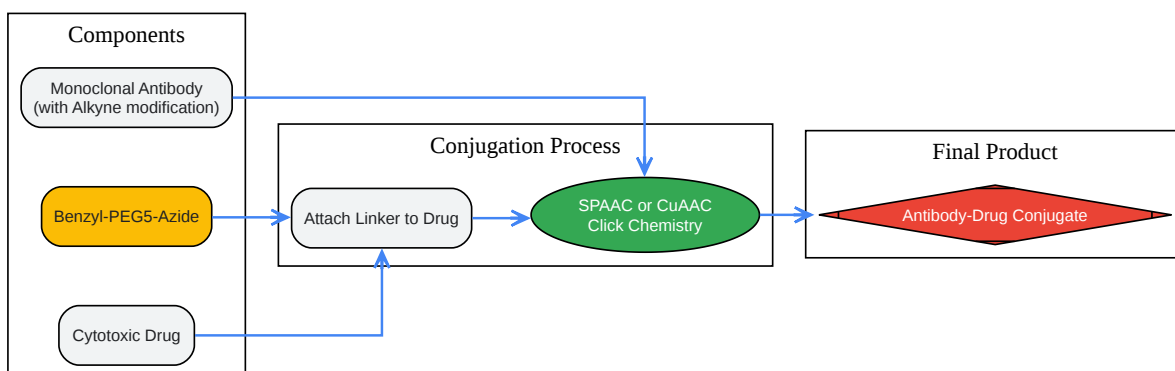 Components
Monoclonal Antibody
(with Alkyne modification)
Benzyl-PEG5-Azide
Cytotoxic Drug
Conjugation Process
Attach Linker to Drug
SPAAC or CuAAC
Click Chemistry
Final Product
Antibody-Drug Conjugate